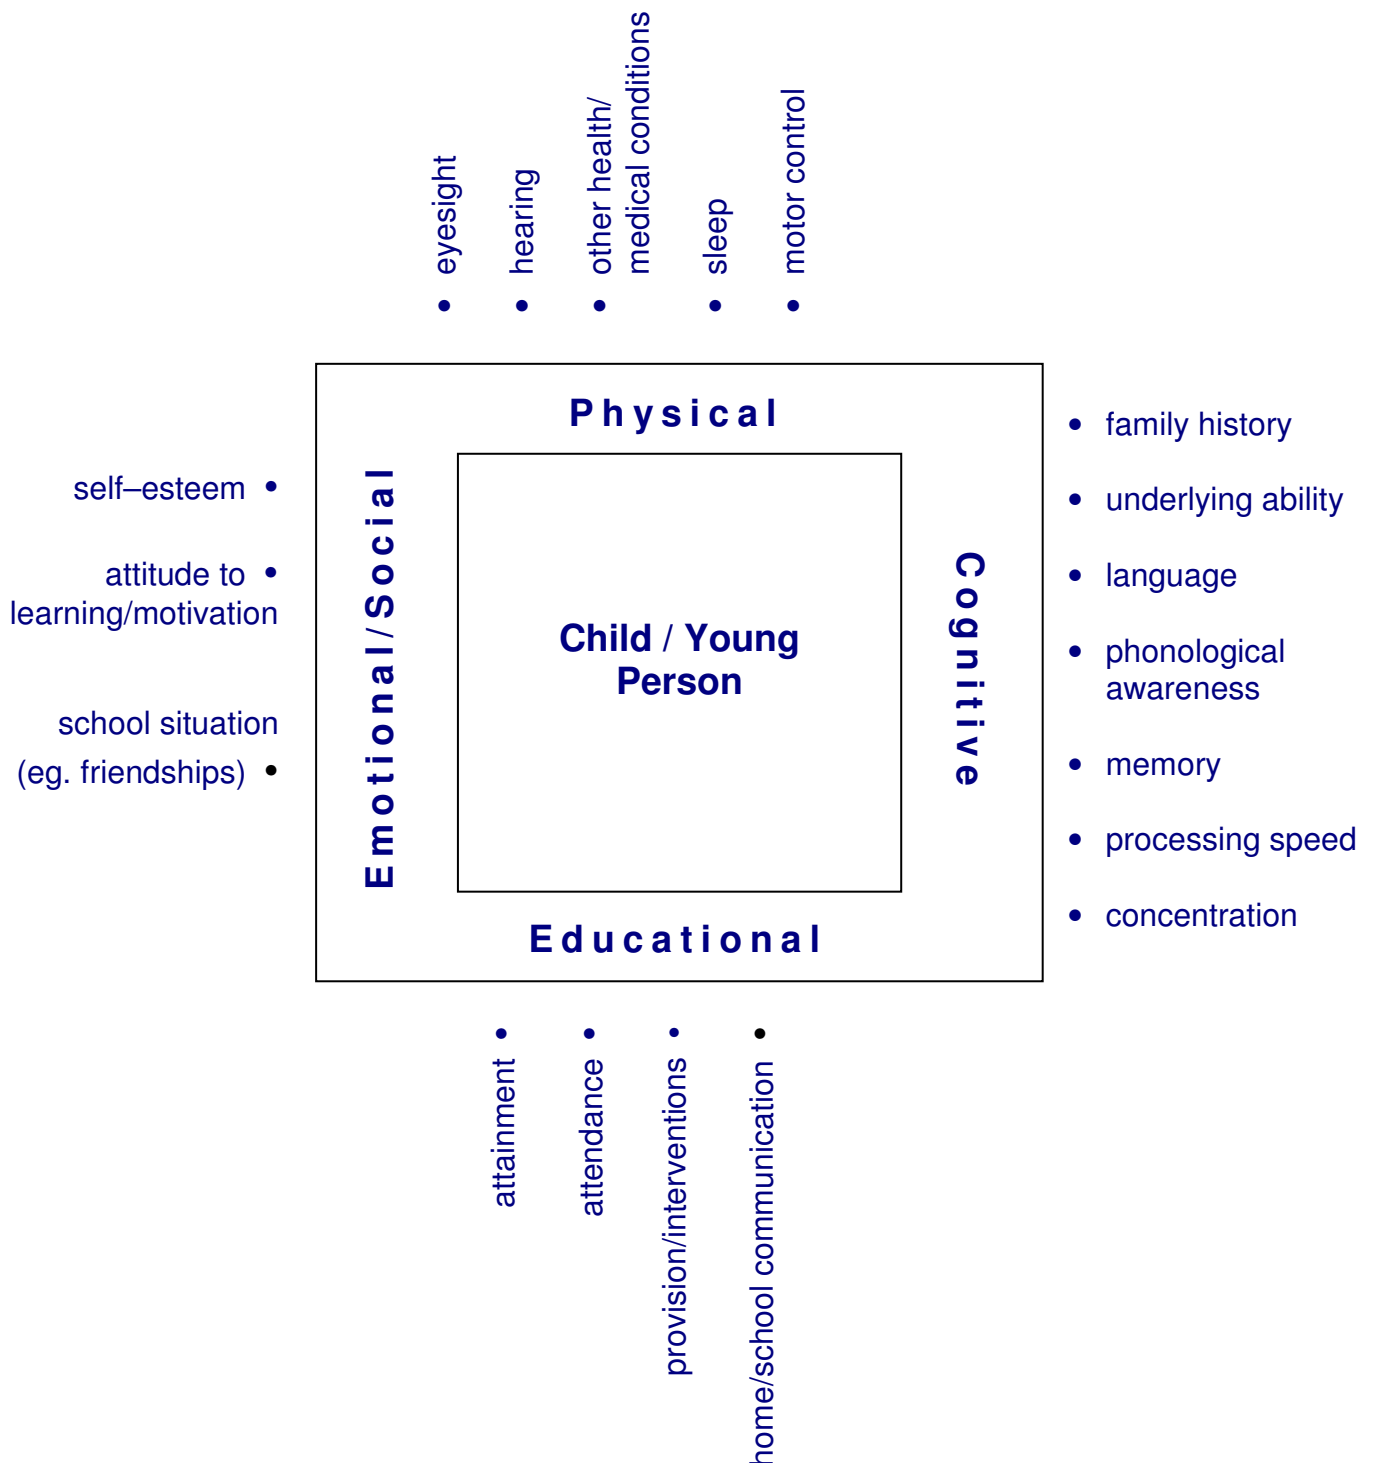 • eyesight
• hearing
• other health/
medical conditions
• sleep
• motor control
Physical
self–esteem •
attitude to •
learning/motivation
school situation
(eg. friendships) •
Emotional/Social
Child / Young
Person
Cognitive
• family history
• underlying ability
• language
• phonological
awareness
• memory
• processing speed
• concentration
Educational
attainment •
attendance •
provision/interventions •
home/school communication •